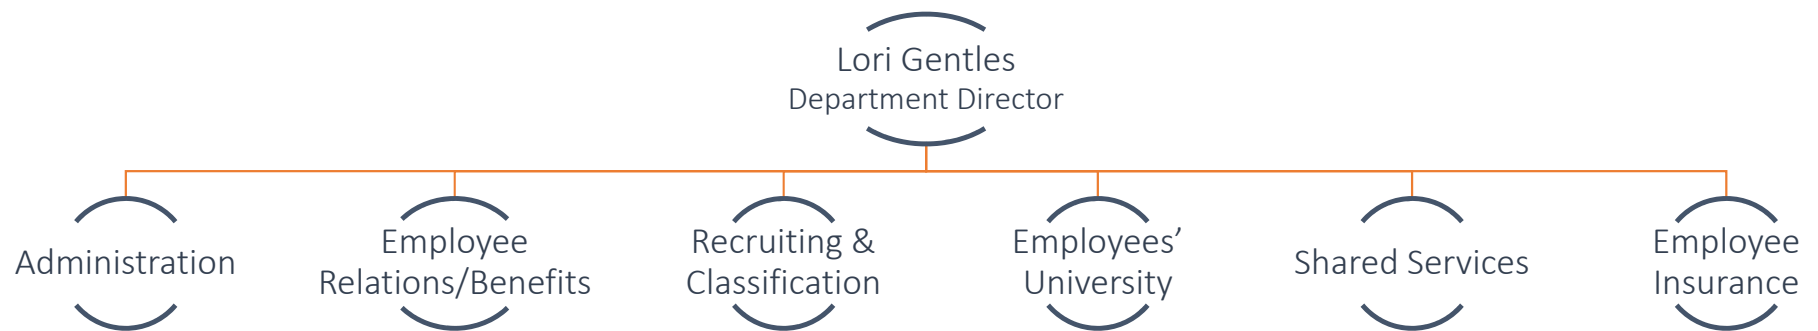 Lori Gentles
Department Director
Administration
Employee
Relations/Benefits
Recruiting &
Classification
Employees’
University
Shared Services
Employee
Insurance